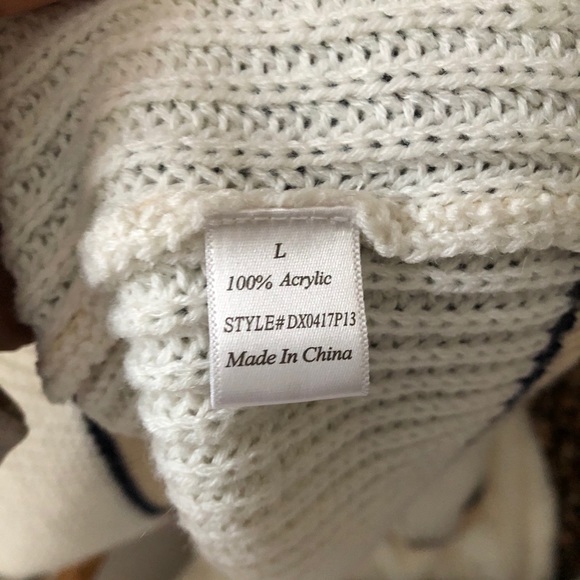 L
100% Acrylic
STYLE# DX0417P13
Made In China